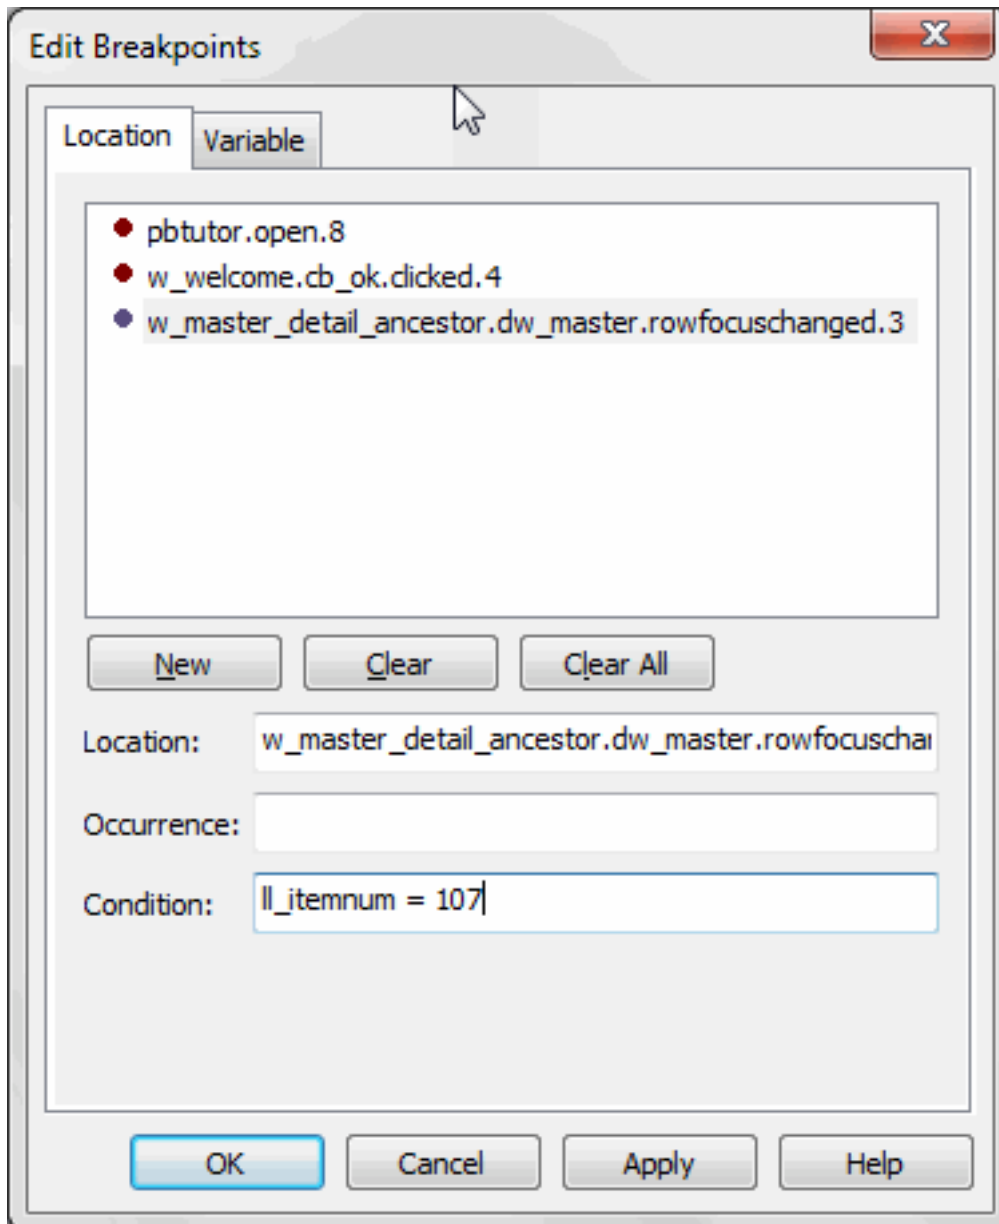 Edit Breakpoints
Location Variable
pbtutor.open.8
w_welcome.cb_ok.clicked.4
w_master_detail_ancestor.dw_master.rowfocuschanged.3
New Clear Clear All
Location: w_master_detail_ancestor.dw_master.rowfocuschar
Occurrence:
Condition: ll_itemnum = 107
OK Cancel Apply Help